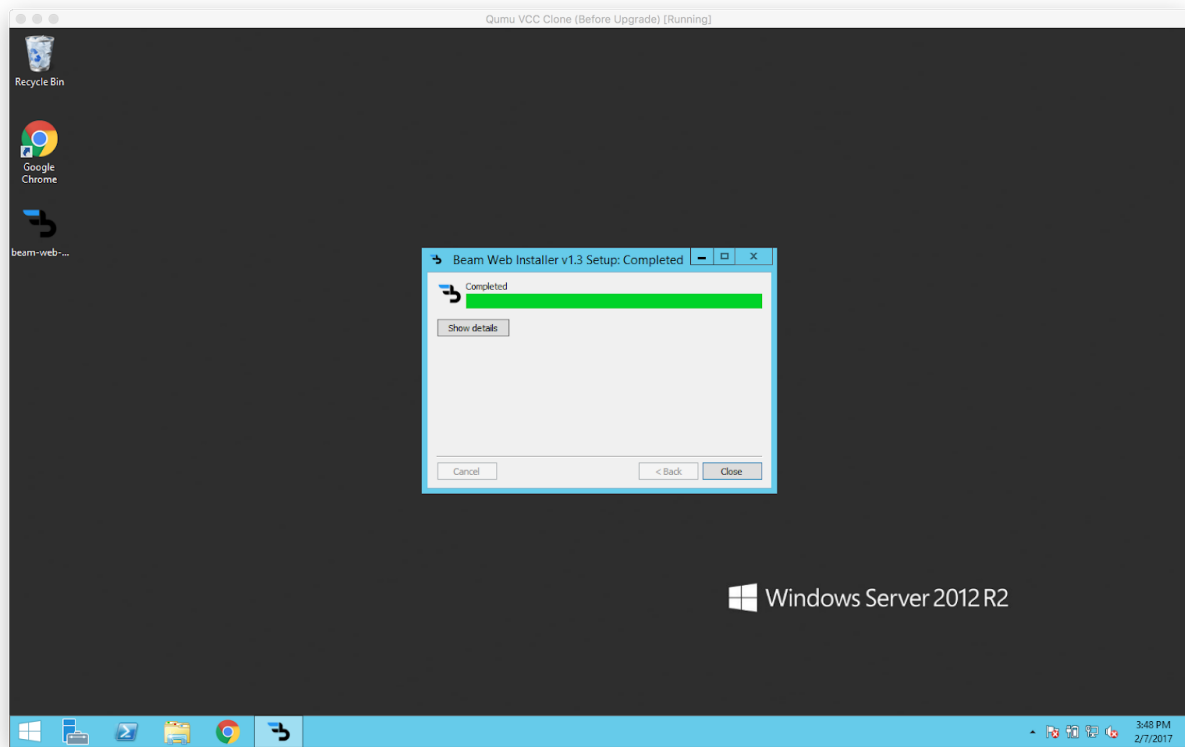 Qumu VCC Clone (Before Upgrade) [Running]
Recycle Bin
Google
Chrome
beam-web-...
Beam Web Installer v1.3 Setup: Completed
Completed
Show details
Cancel
< Back
Close
Windows Server 2012 R2
3:48 PM
2/7/2017